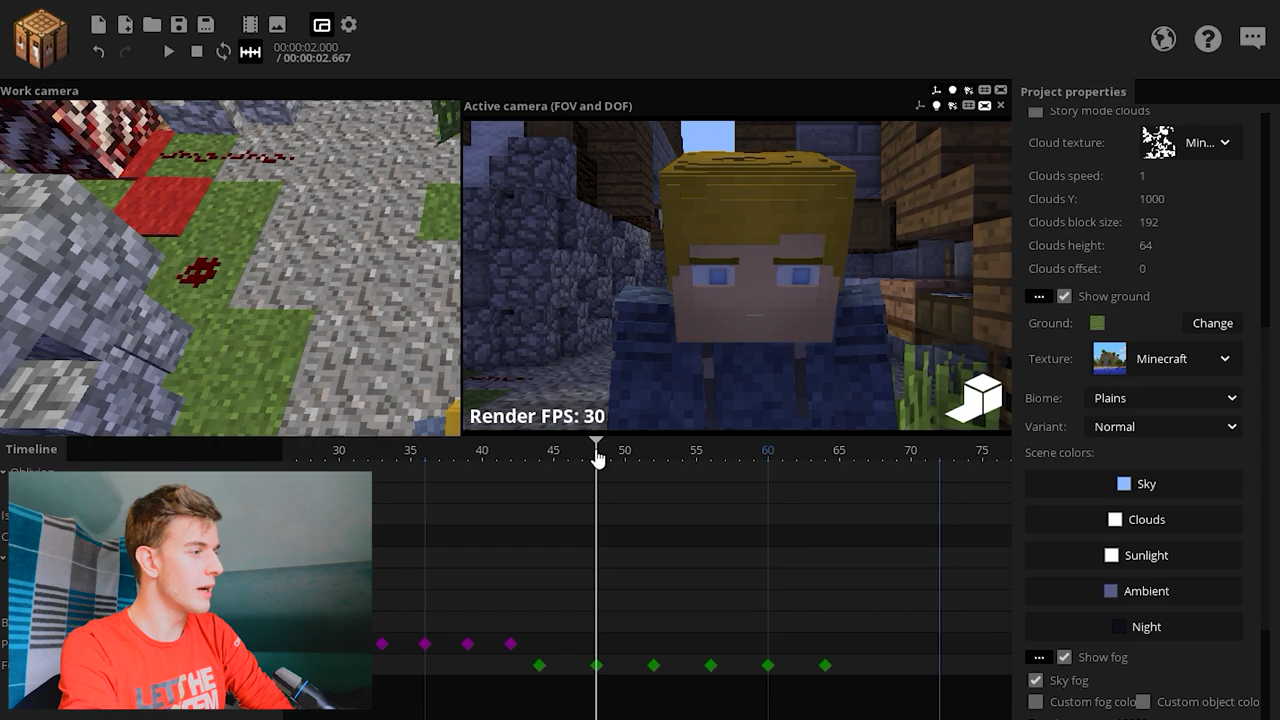 00:00:02.000
/ 00:00:02.667
Work camera
Active camera (FOV and DOF)
Render FPS: 30
Project properties
Story mode clouds
Cloud texture:
Min...
Clouds speed:
1
Clouds Y:
1000
Clouds block size:
192
Clouds height:
64
Clouds offset:
0
Show ground
Ground:
Change
Texture:
Minecraft
Biome:
Plains
Variant:
Normal
Scene colors:
Sky
Clouds
Sunlight
Ambient
Night
Show fog
Sky fog
Custom fog colo
Custom object colo
Timeline
30 35 40 45 50 55 60 65 70 75
LET THE